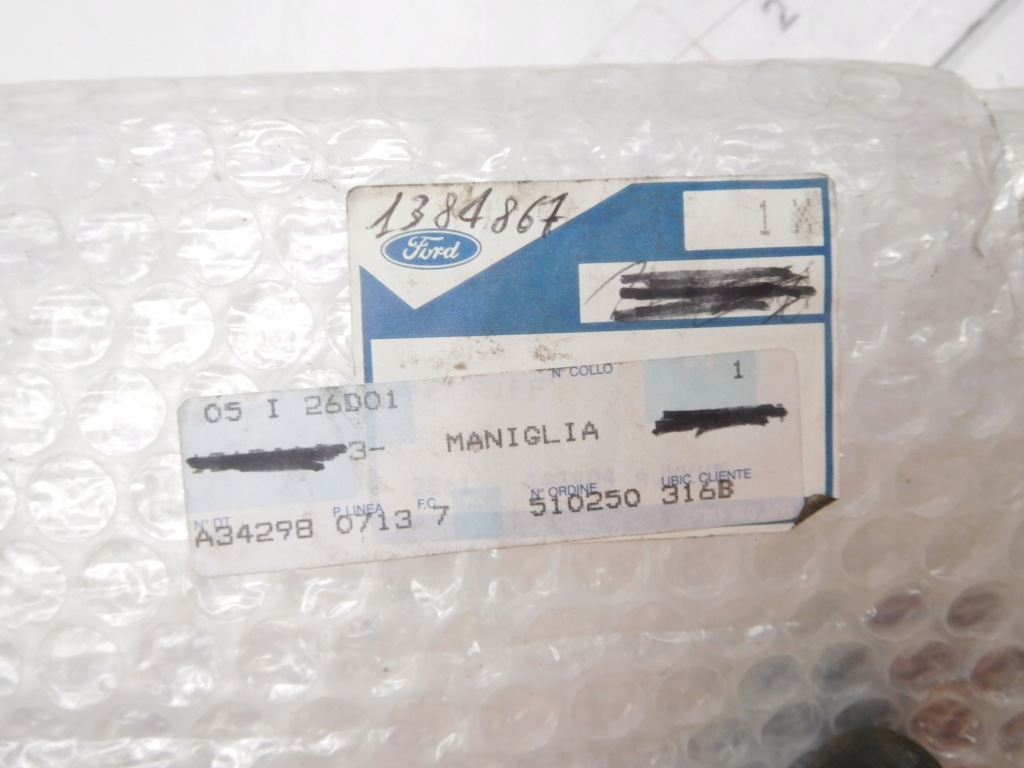 2
1384867
Ford
1 X
N° COLLO
1
05 I 26D01
3- MANIGLIA
N° DT P.LINEA F.C. N° ORDINE UBIC. CLIENTE
A34298 0713 7 510250 316B